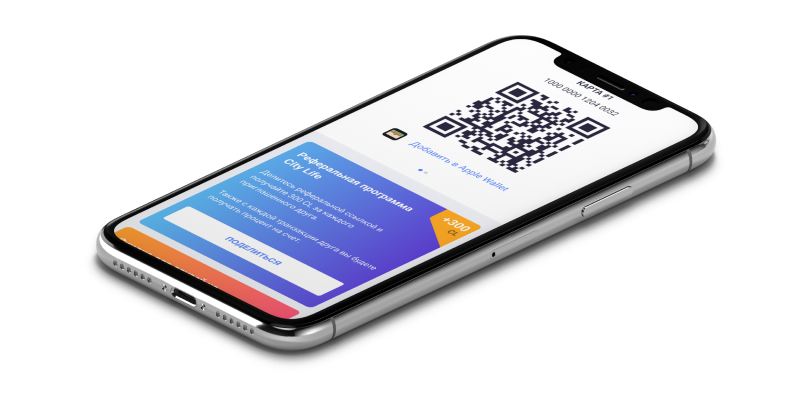 КАРТА #1
1000 0000 1204 0032
Добавить в Apple Wallet
Реферальная программа
City Life
+300
CL
Делитесь реферальной ссылкой и
получайте 300 CL за каждого
приглашенного друга.
Также с каждой транзакции друга вы будете
получать процент на счет.
ПОДЕЛИТЬСЯ